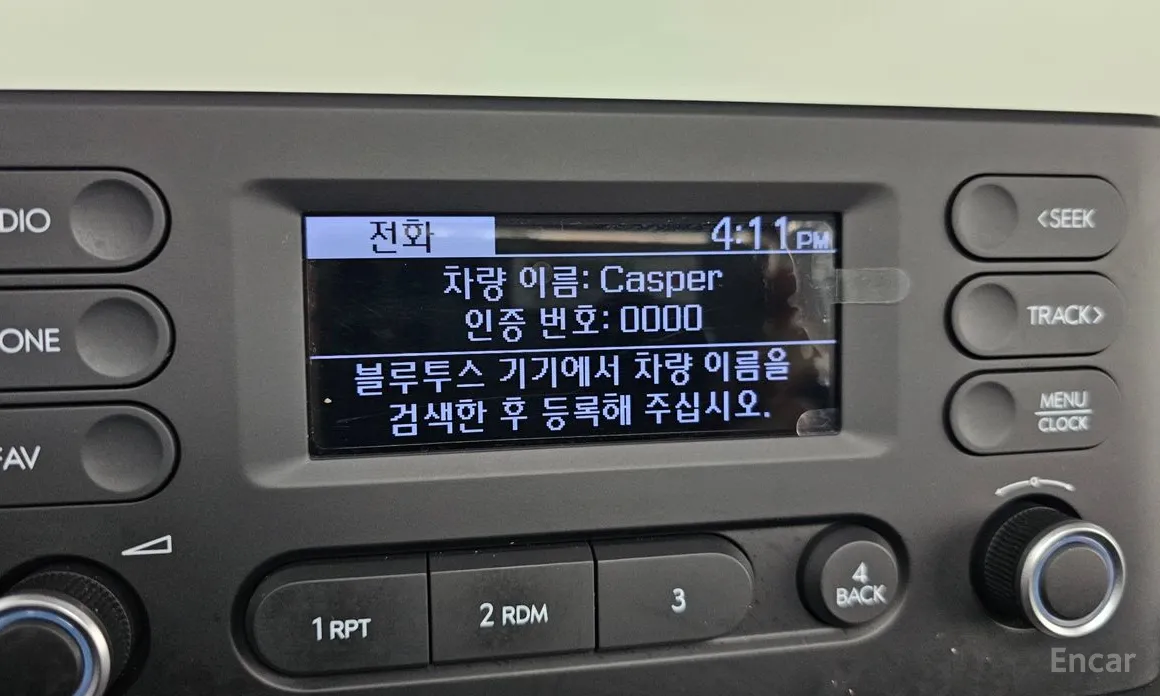 전화 4:11 PM
차량 이름: Casper
인증 번호: 0000
블루투스 기기에서 차량 이름을
검색한 후 등록해 주십시오.
DIO
ONE
FAV
<SEEK
TRACK>
MENU
CLOCK
1 RPT
2 RDM
3
4
BACK
Encar